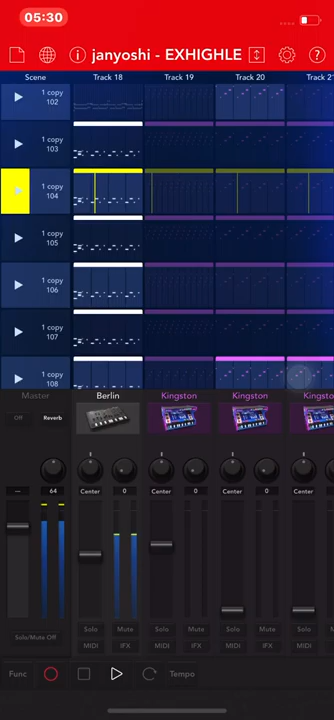 05:30
janyoshi - EXHIGHLE
Scene Track 18 Track 19 Track 20 Track 21
1 copy
102
1 copy
103
1 copy
104
1 copy
105
1 copy
106
1 copy
107
1 copy
108
Master Berlin Kingston Kingston Kingsto
Off Reverb
--- 64 Center 0 Center 0 Center 0 Center
Solo Mute Solo Mute Solo Mute Solo
Solo/Mute Off MIDI IFX MIDI IFX MIDI IFX MIDI
Func Tempo